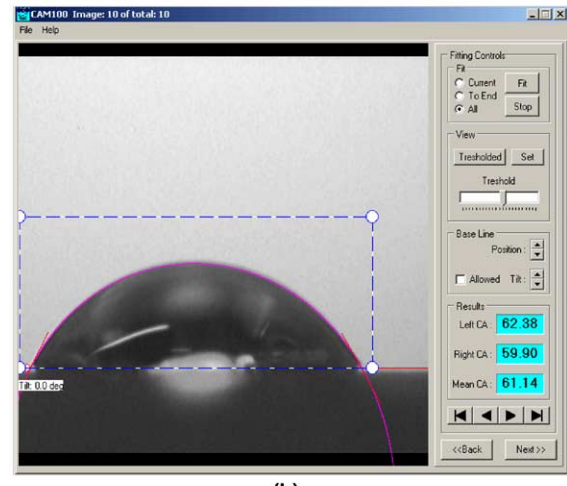 CAM100 Image: 10 of total: 10
File Help
Fitting Controls
Fit
Current
To End
All
Fit
Stop
View
Tresholded
Set
Treshold
Base Line
Position :
Allowed Tilt :
Results
Left CA : 62.38
Right CA : 59.90
Mean CA : 61.14
<<Back
Next >>
Tilt: 0.0 deg